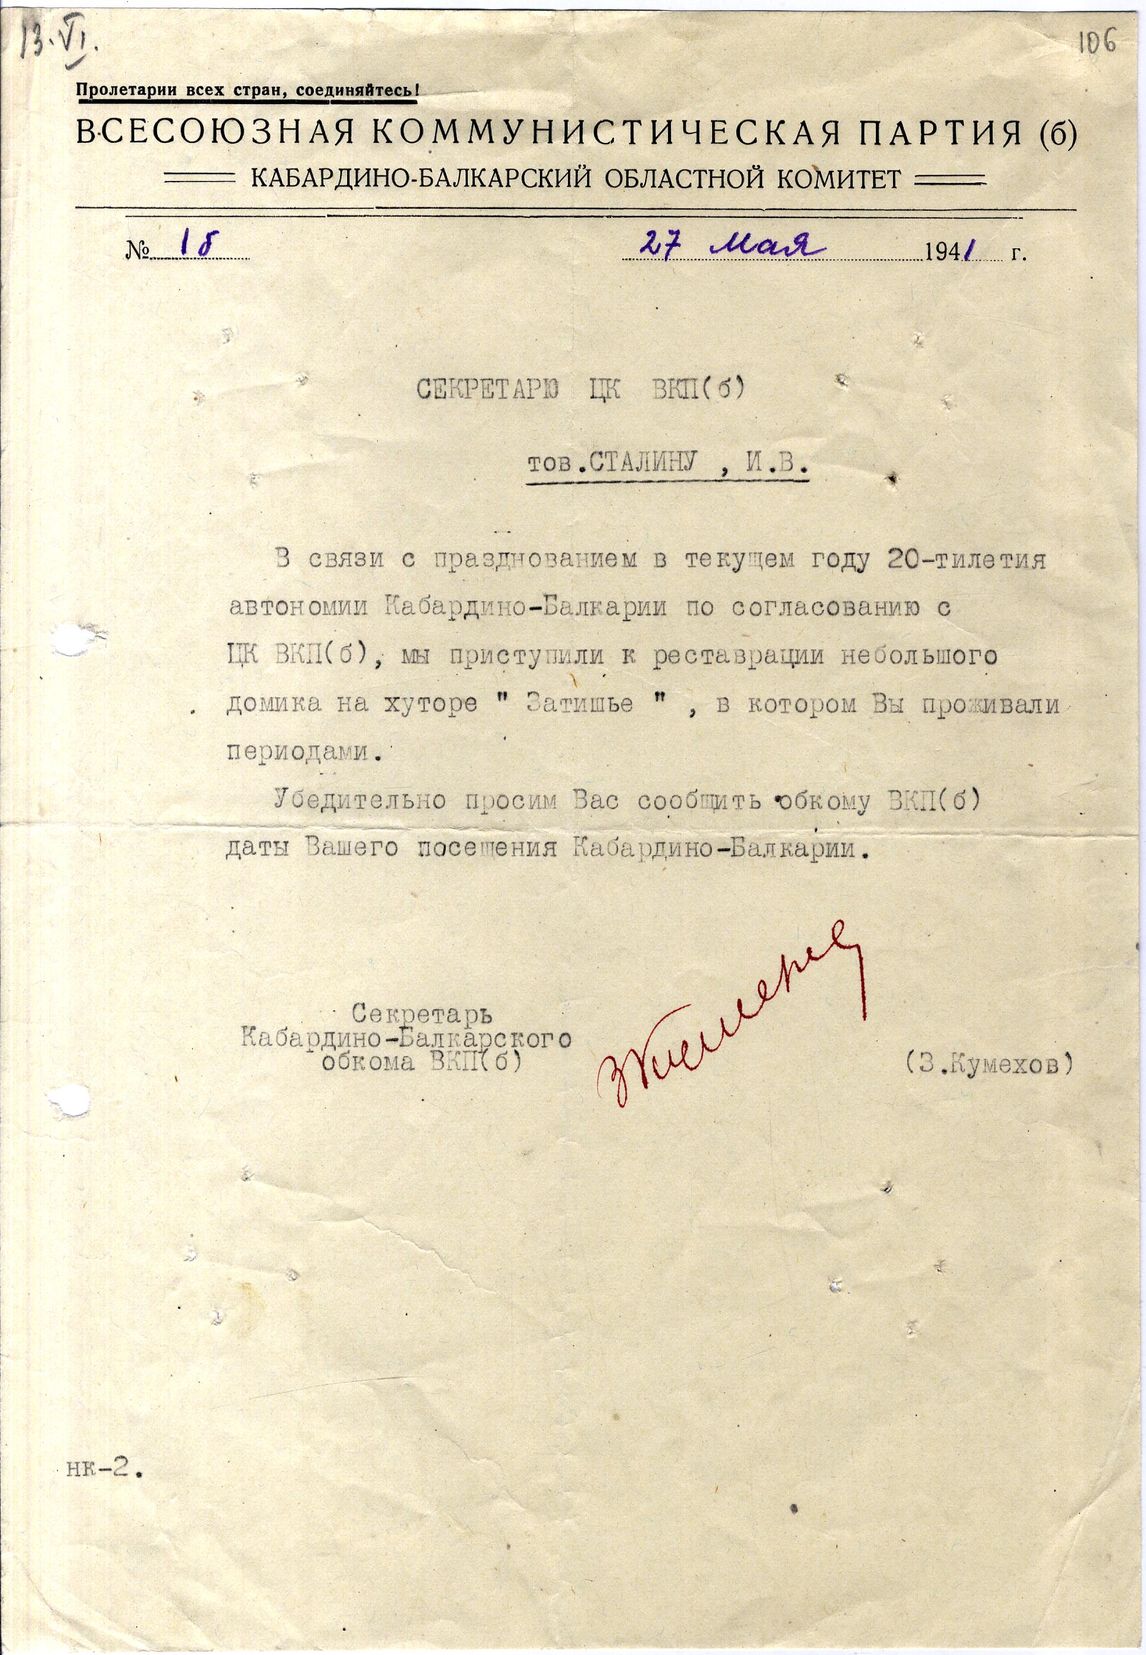 13.VI.
106
Пролетарии всех стран, соединяйтесь!
ВСЕСОЮЗНАЯ КОММУНИСТИЧЕСКАЯ ПАРТИЯ (б)
КАБАРДИНО-БАЛКАРСКИЙ ОБЛАСТНОЙ КОМИТЕТ
№ 1б 27 Мая 1941 г.
СЕКРЕТАРЮ ЦК ВКП(б)
тов.СТАЛИНУ , И.В.
В связи с празднованием в текущем году 20-тилетия
автономии Кабардино-Балкарии по согласованию с
ЦК ВКП(б), мы приступили к реставрации небольшого
домика на хуторе " Затишье " , в котором Вы проживали
периодами.
Убедительно просим Вас сообщить обкому ВКП(б)
даты Вашего посещения Кабардино-Балкарии.
Секретарь
Кабардино-Балкарского
обкома ВКП(б)
(З.Кумехов)
нк-2.